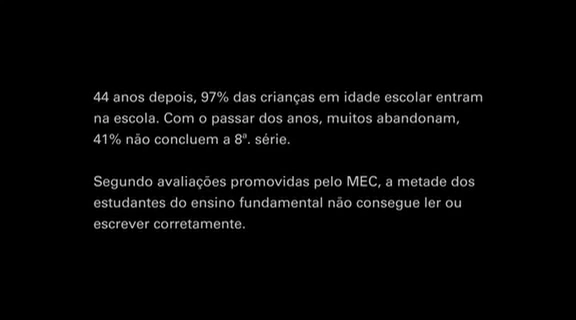 44 anos depois, 97% das crianças em idade escolar entram
na escola. Com o passar dos anos, muitos abandonam,
41% não concluem a 8ª. série.
Segundo avaliações promovidas pelo MEC, a metade dos
estudantes do ensino fundamental não consegue ler ou
escrever corretamente.